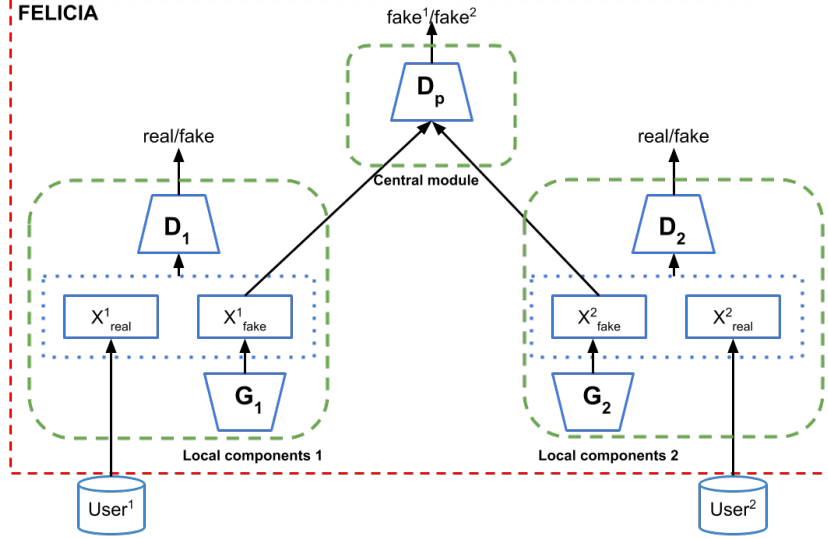 FELICIA
fake¹/fake²
Dₚ
Central module
real/fake
real/fake
D₁
D₂
X¹real
X¹fake
X²fake
X²real
G₁
G₂
Local components 1
Local components 2
User¹
User²